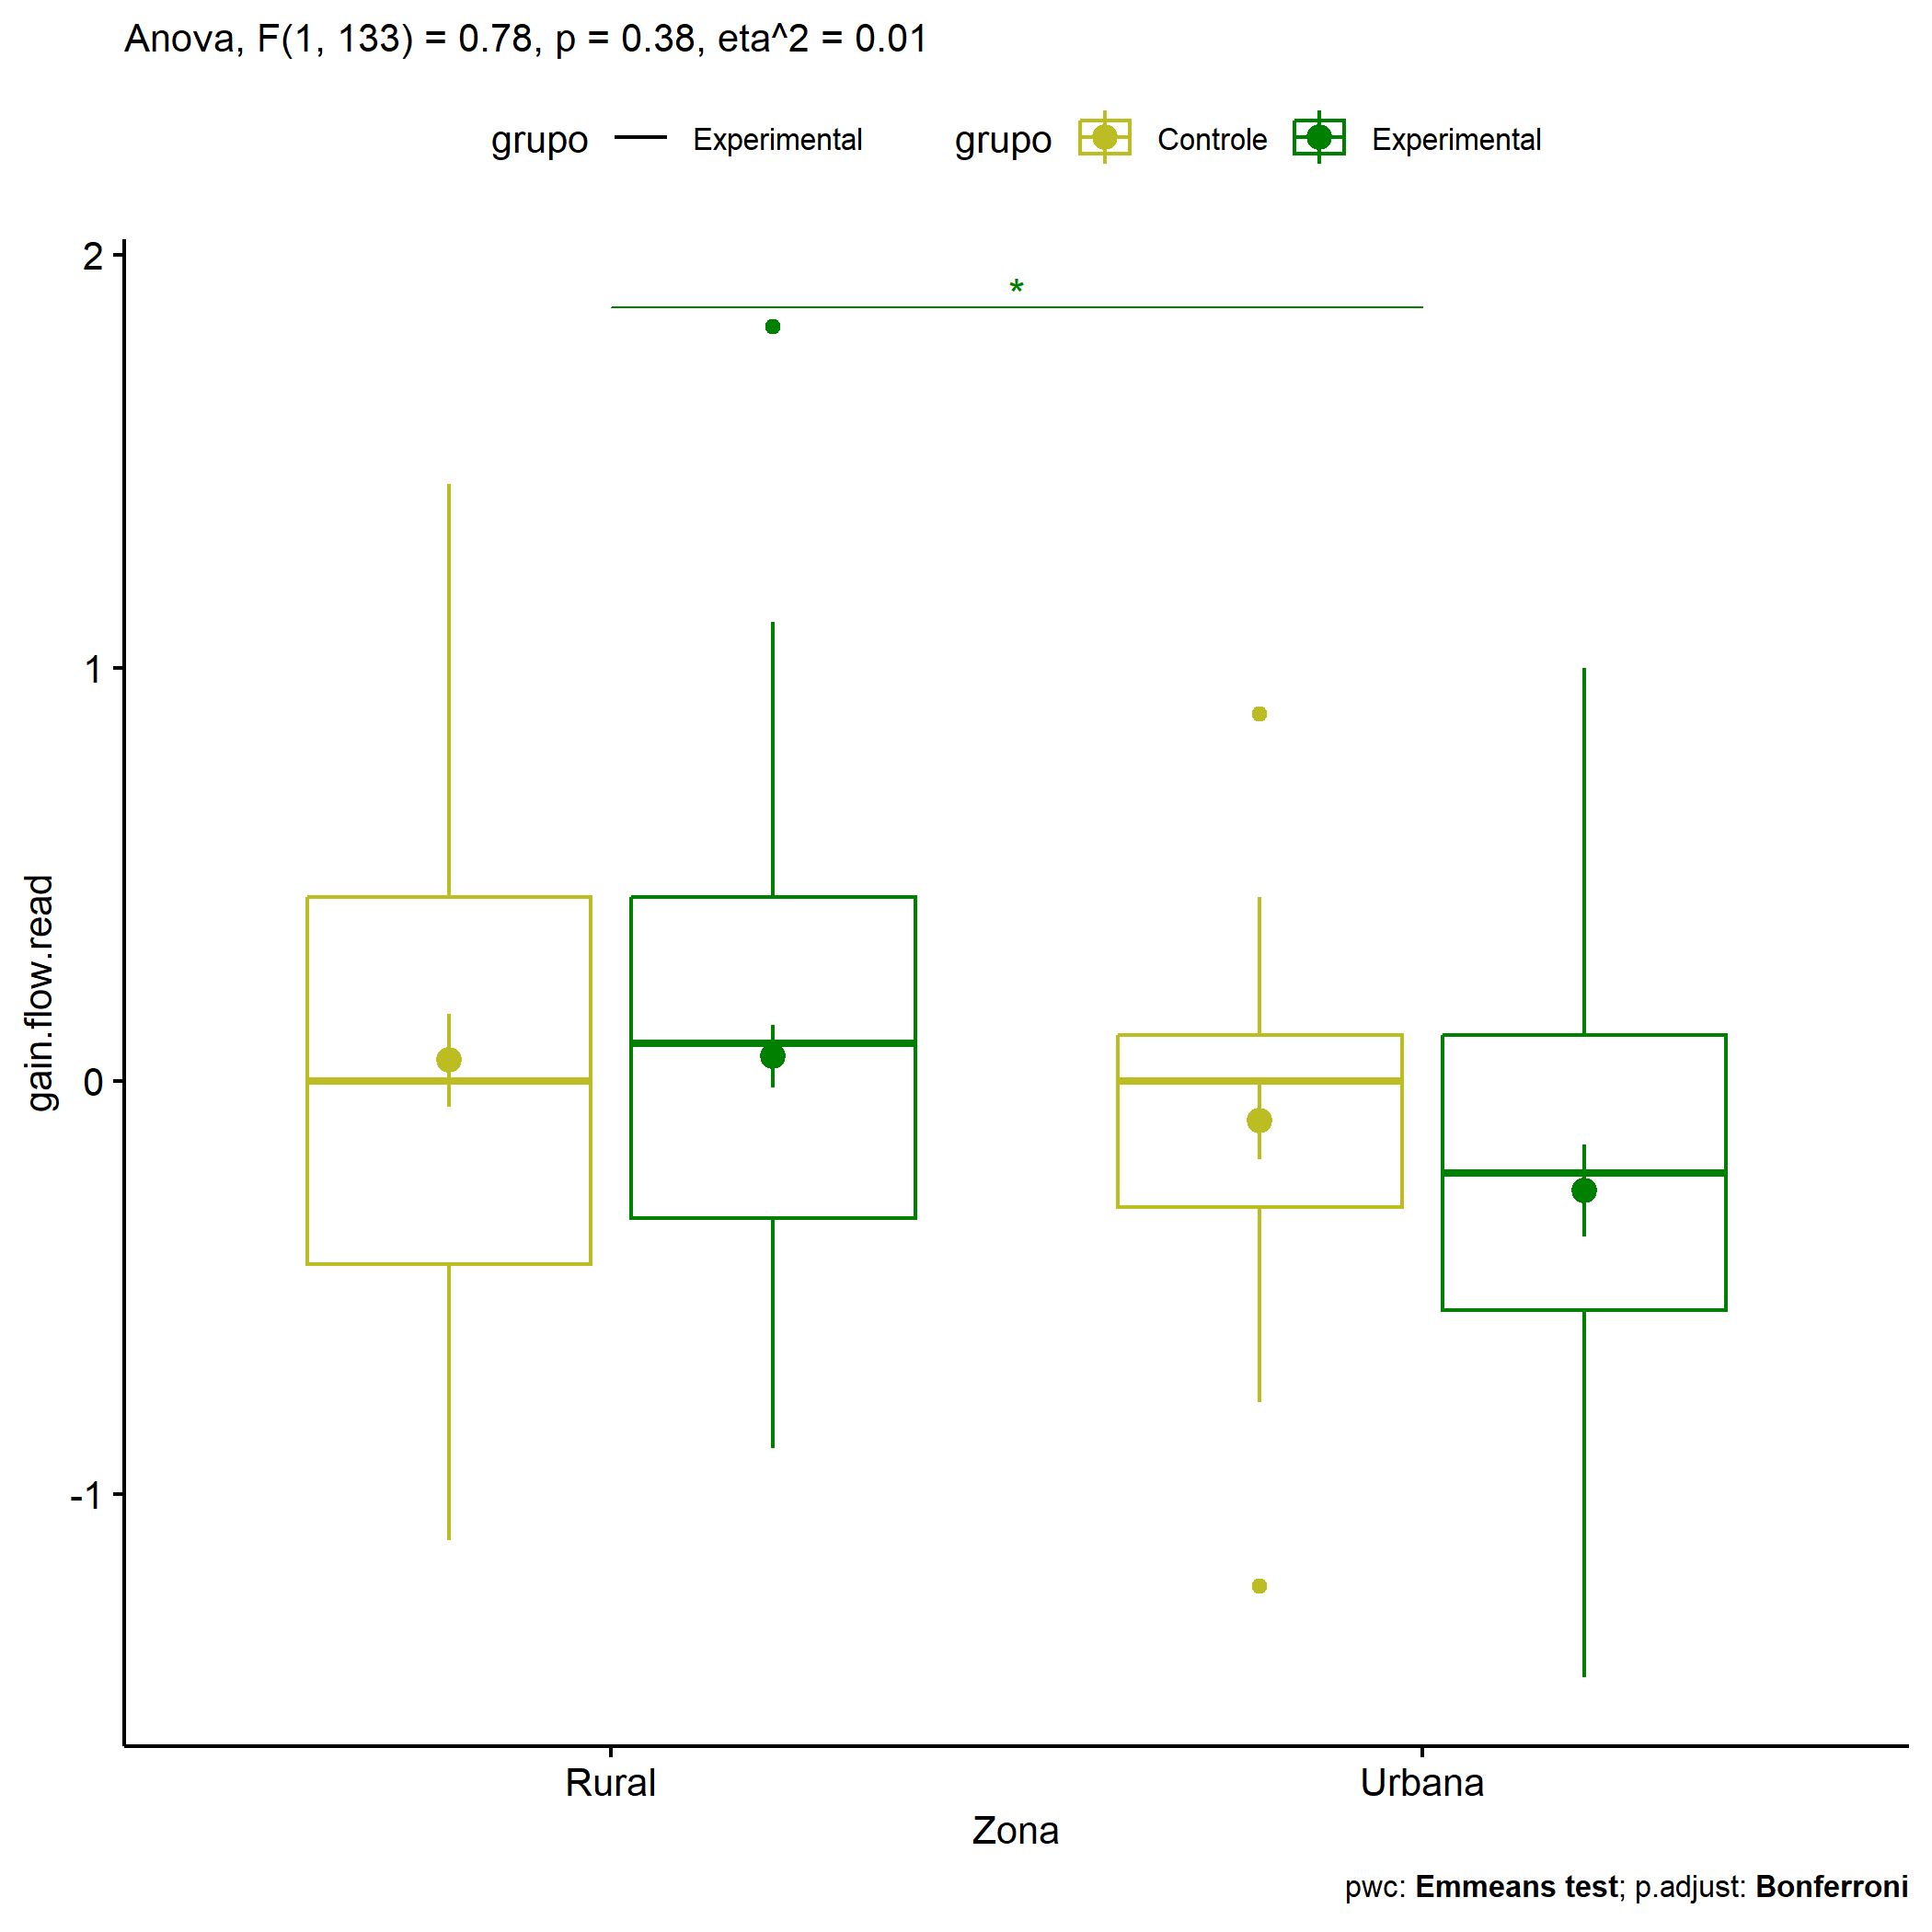 Anova, F(1, 133) = 0.78, p = 0.38, eta^2 = 0.01
grupo Experimental grupo Controle Experimental
2
*
1
0
-1
gain.flow.read
Rural Urbana
Zona
pwc: Emmeans test; p.adjust: Bonferroni